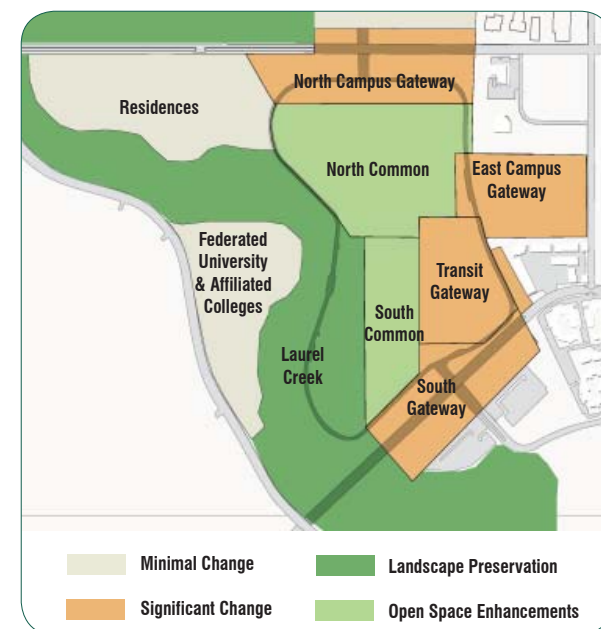 North Campus Gateway
Residences
North Common
East Campus
Gateway
Federated
University
& Affiliated
Colleges
Transit
Gateway
South
Common
Laurel
Creek
South
Gateway
Minimal Change
Landscape Preservation
Significant Change
Open Space Enhancements